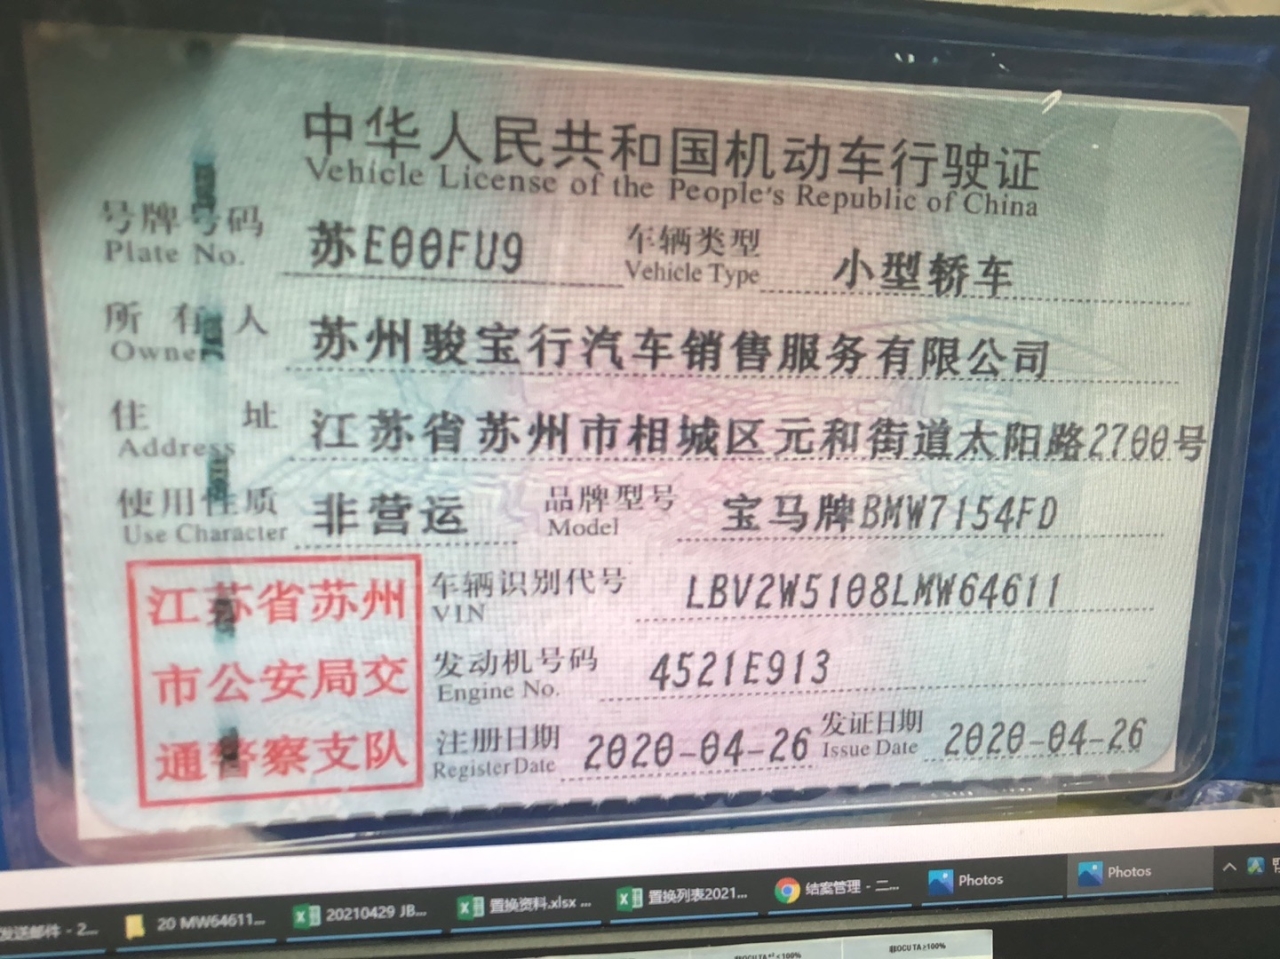 中华人民共和国机动车行驶证
Vehicle License of the People's Republic of China
号牌号码 苏E00FU9 车辆类型 小型轿车
Plate No. Vehicle Type
所有人 苏州骏宝行汽车销售服务有限公司
Owner
住址 江苏省苏州市相城区元和街道太阳路2700号
Address
使用性质 非营运 品牌型号 宝马牌BMW7154FD
Use Character Model
江苏省苏州
市公安局交
通警察支队
车辆识别代号 LBV2W5108LMW64611
VIN
发动机号码 4521E913
Engine No.
注册日期 2020-04-26 发证日期 2020-04-26
Register Date Issue Date
发送邮件 - 2... 20 MW64611... 20210429 JB... 置换资料.xlsx ... 置换列表2021... 结案管理 - 二... Photos Photos